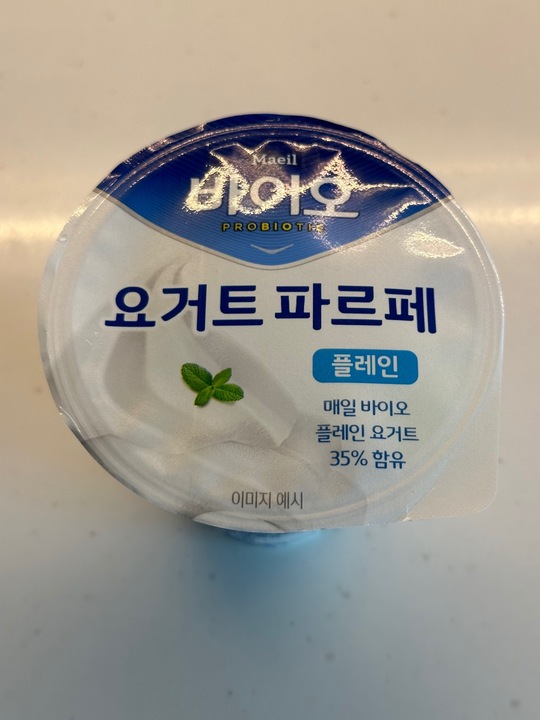 Maeil
바이오
PROBIOTIC
요거트 파르페
플레인
매일 바이오
플레인 요거트
35% 함유
이미지 예시